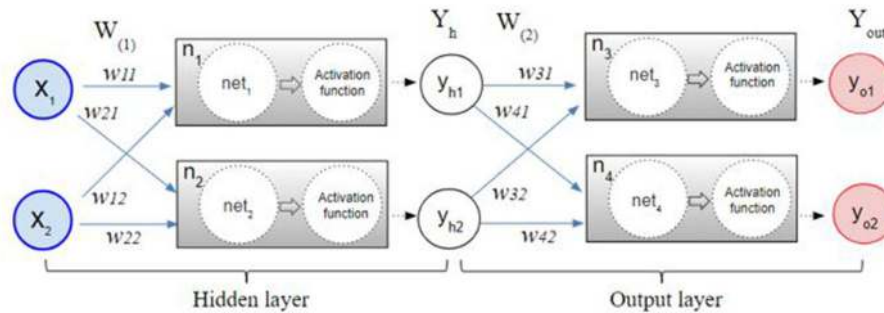 W(1)
Yh
W(2)
Yout
n1
net1
Activation function
n3
net3
Activation function
X1
w11
w21
yh1
w31
w41
yo1
n2
net2
Activation function
n4
net4
Activation function
X2
w12
w22
yh2
w32
w42
yo2
Hidden layer
Output layer